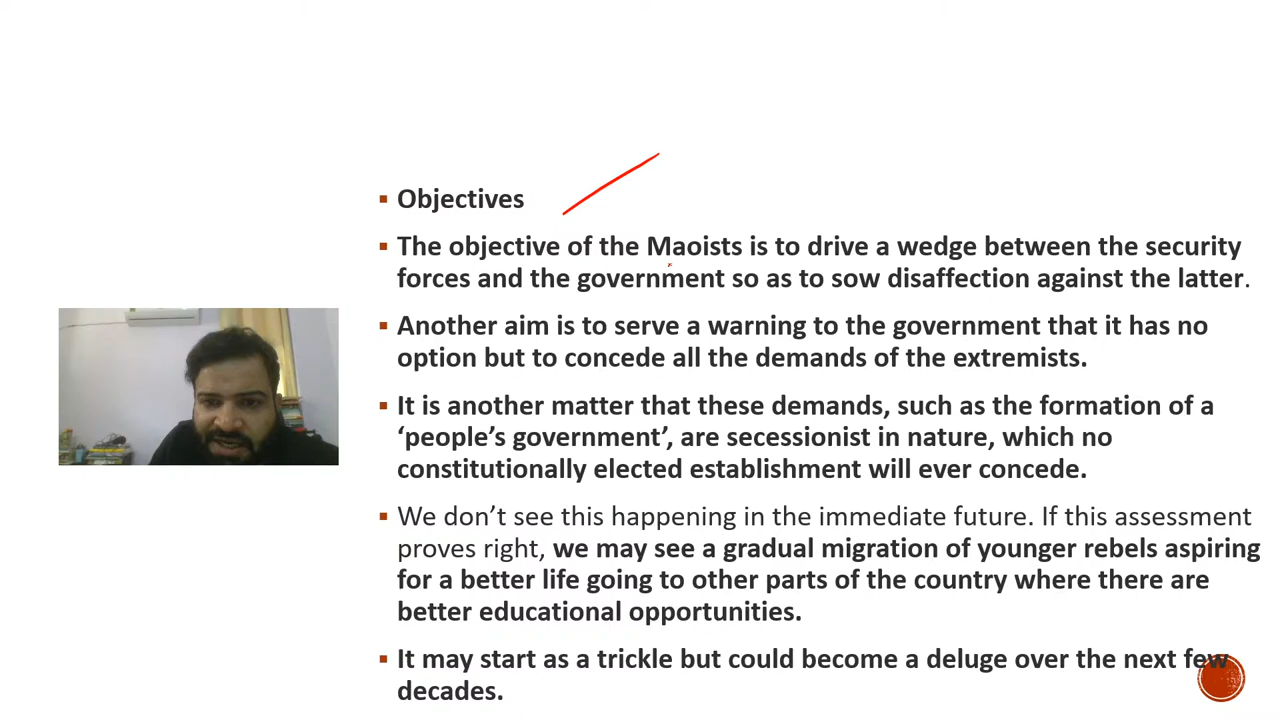 Objectives
The objective of the Maoists is to drive a wedge between the security
forces and the government so as to sow disaffection against the latter.
Another aim is to serve a warning to the government that it has no
option but to concede all the demands of the extremists.
It is another matter that these demands, such as the formation of a
‘people’s government’, are secessionist in nature, which no
constitutionally elected establishment will ever concede.
We don’t see this happening in the immediate future. If this assessment
proves right, we may see a gradual migration of younger rebels aspiring
for a better life going to other parts of the country where there are
better educational opportunities.
It may start as a trickle but could become a deluge over the next few
decades.